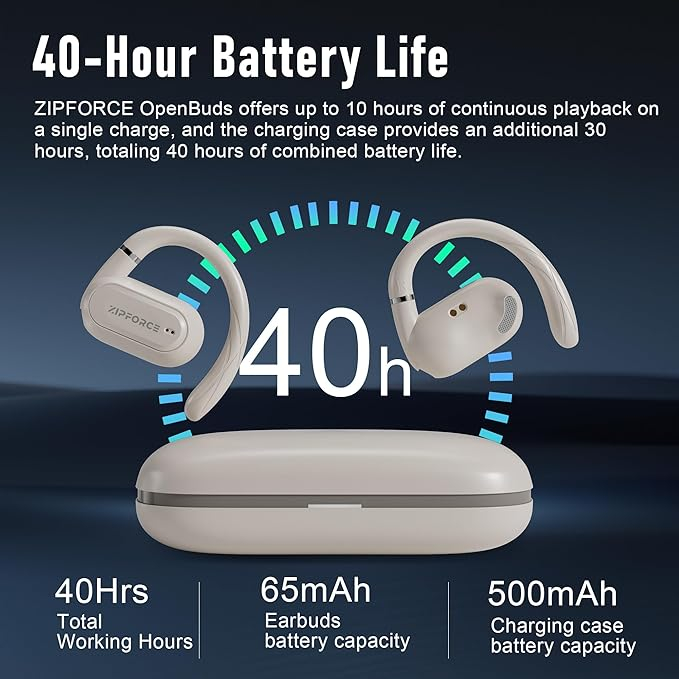 40-Hour Battery Life
ZIPFORCE OpenBuds offers up to 10 hours of continuous playback on
a single charge, and the charging case provides an additional 30
hours, totaling 40 hours of combined battery life.
ZIPFORCE
40h
40Hrs
Total
Working Hours
65mAh
Earbuds
battery capacity
500mAh
Charging case
battery capacity